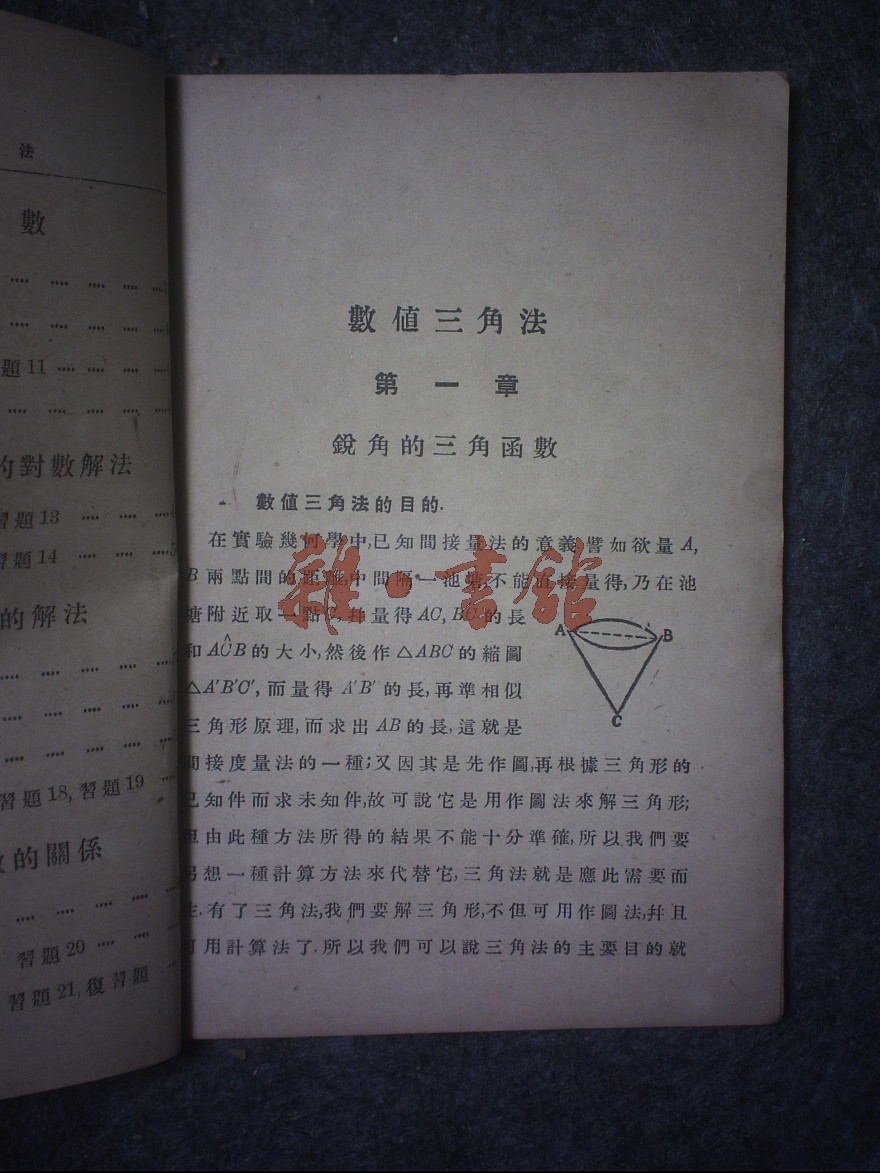 法
數
題11
的對數解法
習題13
習題14
的解法
習題18, 習題19
數的關係
習題20
習題21, 復習題
數值三角法
第一章
銳角的三角函數
數值三角法的目的.
在實驗幾何學中,已知間接量法的意義,譬如欲量A,
B兩點間的距離,中間隔一池塘,不能直接量得,乃在池
塘附近取一點C,幷量得AC, BC的長
和AĈB的大小,然後作△ABC的縮圖
△A′B′C′,而量得A′B′的長,再準相似
三角形原理,而求出AB的長,這就是
間接度量法的一種;又因其是先作圖,再根據三角形的
已知件而求未知件,故可說它是用作圖法來解三角形;
但由此種方法所得的結果不能十分準確,所以我們要
另想一種計算方法來代替它,三角法就是應此需要而
生.有了三角法,我們要解三角形,不但可用作圖法,幷且
可用計算法了.所以我們可以說三角法的主要目的就
A
B
C
雜·書館